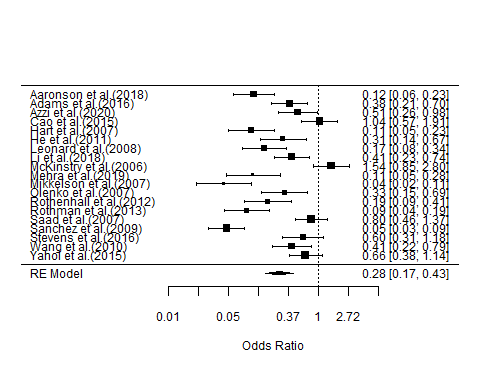 Aaronson et al.(2018) 0.12 [0.06, 0.23]
Adams et al.(2016) 0.38 [0.21, 0.70]
Azzi et al.(2020) 0.51 [0.26, 0.98]
Cao et al.(2015) 1.04 [0.57, 1.91]
Hart et al.(2007) 0.11 [0.05, 0.23]
He et al.(2011) 0.31 [0.14, 0.67]
Leonard et al.(2008) 0.17 [0.08, 0.34]
Li et al.(2018) 0.41 [0.23, 0.74]
McKinstry et al.(2006) 1.54 [0.85, 2.80]
Mehra et al.(2019) 0.11 [0.05, 0.28]
Mikkelson et al.(2007) 0.04 [0.02, 0.11]
Olenko et al.(2007) 0.33 [0.15, 0.69]
Rothenhall et al.(2012) 0.19 [0.09, 0.41]
Rothman et al.(2013) 0.09 [0.04, 0.19]
Saad et al.(2007) 0.80 [0.46, 1.37]
Sanchez et al.(2009) 0.05 [0.03, 0.09]
Stevens et al.(2016) 0.60 [0.31, 1.18]
Wang et al.(2010) 0.41 [0.22, 0.79]
Yahol et al.(2015) 0.66 [0.38, 1.14]
RE Model 0.28 [0.17, 0.43]
0.01 0.05 0.37 1 2.72
Odds Ratio